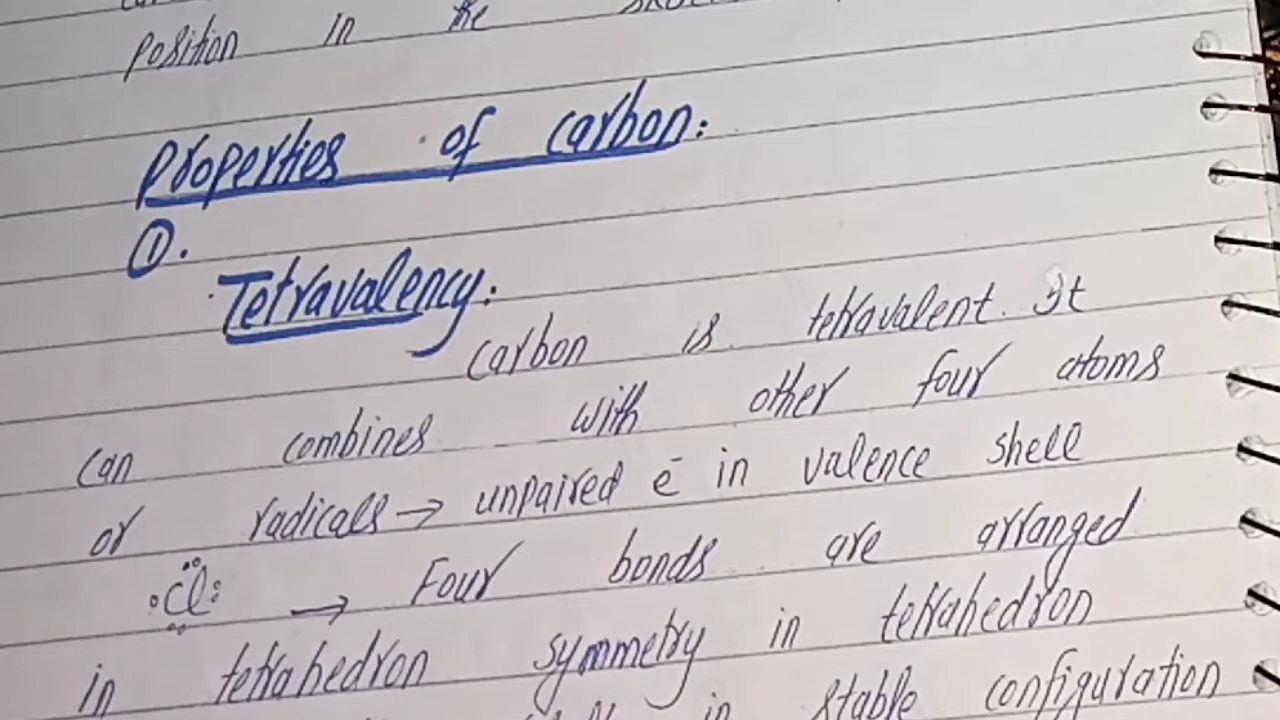 Position in the
Properties of carbon:
①.
Tetravalency:
carbon is tetravalent. It
can combines with other four atoms
or radicals → unpaired e̅ in valence shell
Cl → Four bonds are arranged
in tetrahedron symmetry in tetrahedron
in stable configuration